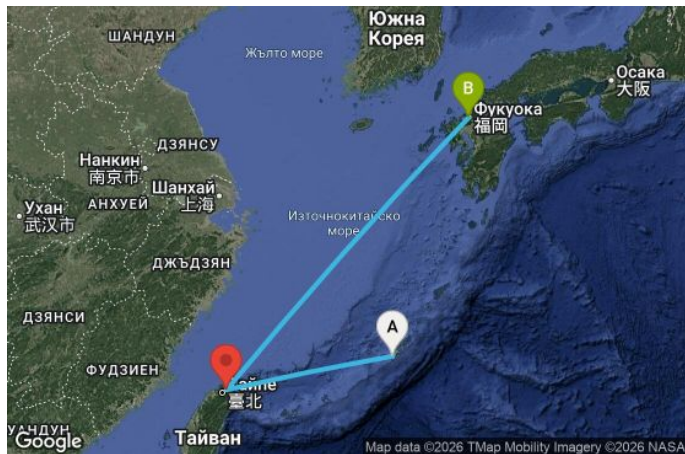 Южна
Корея
ШАНДУН
Жълто море
B
Осака
大阪
Фукуока
福岡
ДЗЯНСУ
Нанкин
南京市
Шанхай
上海
АНХУЕЙ
Ухан
武汉市
Източнокитайско
море
ДЖЪДЗЯН
ДЗЯНСИ
A
ФУДЗИЕН
臺北
Тайван
Google
Map data ©2026 TMap Mobility Imagery ©2026 NASA